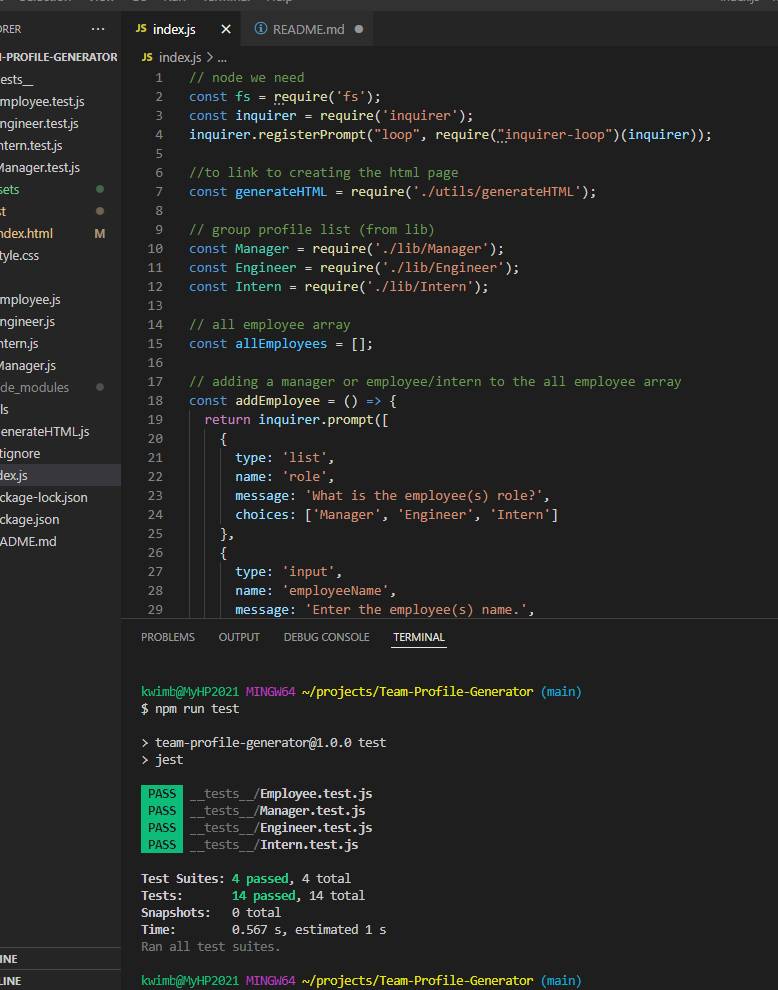 index.js
README.md
RER
I-PROFILE-GENERATOR
ests__
mployee.test.js
ngineer.test.js
ntern.test.js
Manager.test.js
sets
st
ndex.html M
tyle.css
mployee.js
ngineer.js
ntern.js
Manager.js
de_modules
ls
enerateHTML.js
tignore
dex.js
ckage-lock.json
ckage.json
ADME.md
INE
LINE
JS index.js ✕
README.md ●
JS index.js > ...
1 // node we need
2 const fs = require('fs');
3 const inquirer = require('inquirer');
4 inquirer.registerPrompt("loop", require("inquirer-loop")(inquirer));
5
6 //to link to creating the html page
7 const generateHTML = require('./utils/generateHTML');
8
9 // group profile list (from lib)
10 const Manager = require('./lib/Manager');
11 const Engineer = require('./lib/Engineer');
12 const Intern = require('./lib/Intern');
13
14 // all employee array
15 const allEmployees = [];
16
17 // adding a manager or employee/intern to the all employee array
18 const addEmployee = () => {
19 return inquirer.prompt([
20 {
21 type: 'list',
22 name: 'role',
23 message: 'What is the employee(s) role?',
24 choices: ['Manager', 'Engineer', 'Intern']
25 },
26 {
27 type: 'input',
28 name: 'employeeName',
29 message: 'Enter the employee(s) name.',
PROBLEMS OUTPUT DEBUG CONSOLE TERMINAL
kwimb@MyHP2021 MINGW64 ~/projects/Team-Profile-Generator (main)
$ npm run test
> team-profile-generator@1.0.0 test
> jest
PASS __tests__/Employee.test.js
PASS __tests__/Manager.test.js
PASS __tests__/Engineer.test.js
PASS __tests__/Intern.test.js
Test Suites: 4 passed, 4 total
Tests: 14 passed, 14 total
Snapshots: 0 total
Time: 0.567 s, estimated 1 s
Ran all test suites.
kwimb@MyHP2021 MINGW64 ~/projects/Team-Profile-Generator (main)